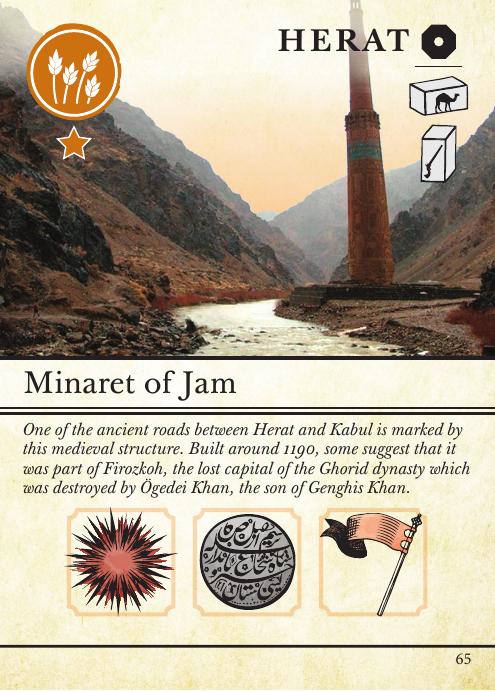 HERAT
Minaret of Jam
One of the ancient roads between Herat and Kabul is marked by
this medieval structure. Built around 1190, some suggest that it
was part of Firozkoh, the lost capital of the Ghorid dynasty which
was destroyed by Ögedei Khan, the son of Genghis Khan.
65